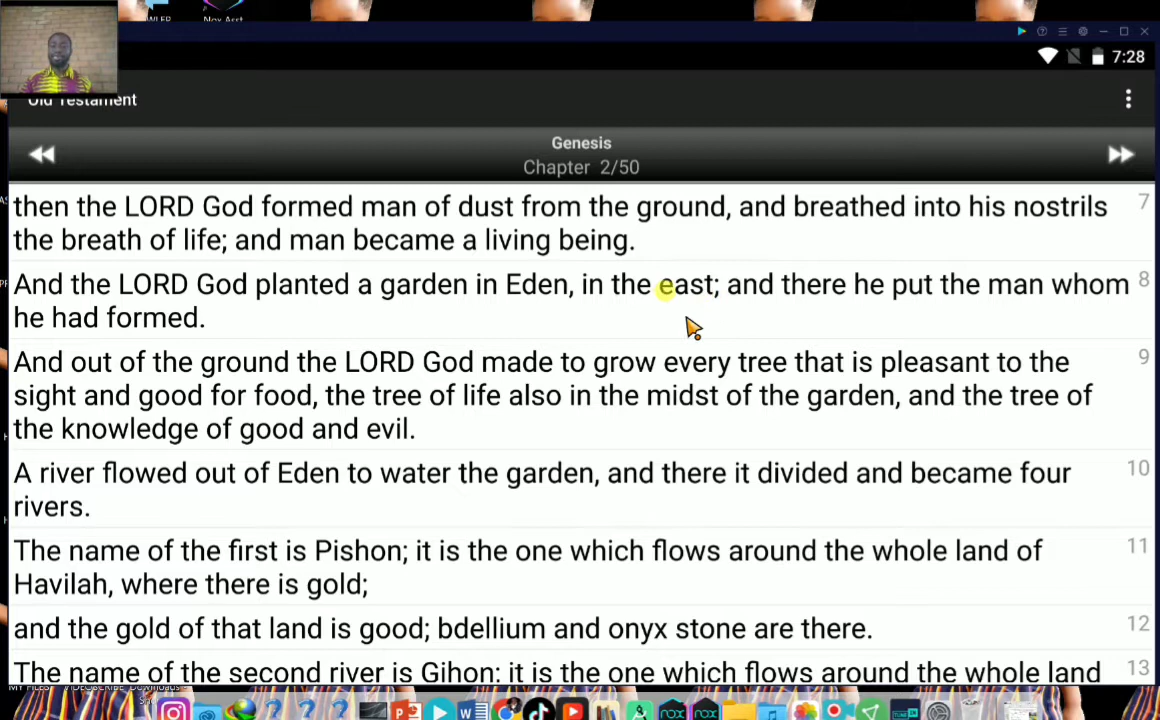 Nox Asst
7:28
Old Testament
Genesis
Chapter 2/50
then the LORD God formed man of dust from the ground, and breathed into his nostrils 7
the breath of life; and man became a living being.
And the LORD God planted a garden in Eden, in the east; and there he put the man whom 8
he had formed.
And out of the ground the LORD God made to grow every tree that is pleasant to the 9
sight and good for food, the tree of life also in the midst of the garden, and the tree of
the knowledge of good and evil.
A river flowed out of Eden to water the garden, and there it divided and became four 10
rivers.
The name of the first is Pishon; it is the one which flows around the whole land of 11
Havilah, where there is gold;
and the gold of that land is good; bdellium and onyx stone are there. 12
The name of the second river is Gihon: it is the one which flows around the whole land 13
MY FILES VIDEOSCRIBE Downloads